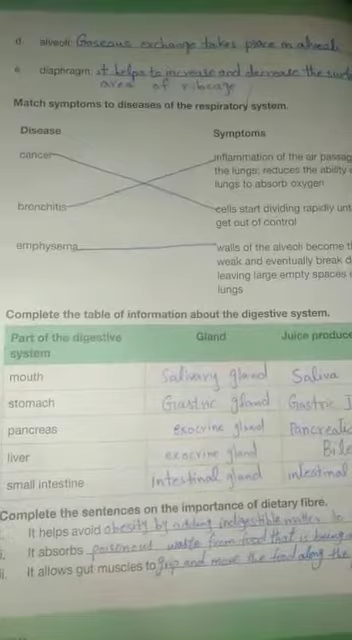 d. alveoli: Gaseous exchange takes place in alveoli
e. diaphragm: it helps to increase and decrease the surface
area of ribcage
Match symptoms to diseases of the respiratory system.
Disease Symptoms
cancer inflammation of the air passag
the lungs; reduces the ability
lungs to absorb oxygen
bronchitis cells start dividing rapidly unt
get out of control
emphysema walls of the alveoli become t
weak and eventually break d
leaving large empty spaces
lungs
Complete the table of information about the digestive system.
Part of the digestive system Gland Juice produce
mouth Salivary gland Saliva
stomach Gastric gland Gastric J
pancreas exocrine gland Pancreatic
liver exocrine gland Bile
small intestine Intestinal gland intestinal
Complete the sentences on the importance of dietary fibre.
It helps avoid obesity by adding indigestible matter to
i. It absorbs poisonous waste from food that is being
ii. It allows gut muscles to grip and move the food along the